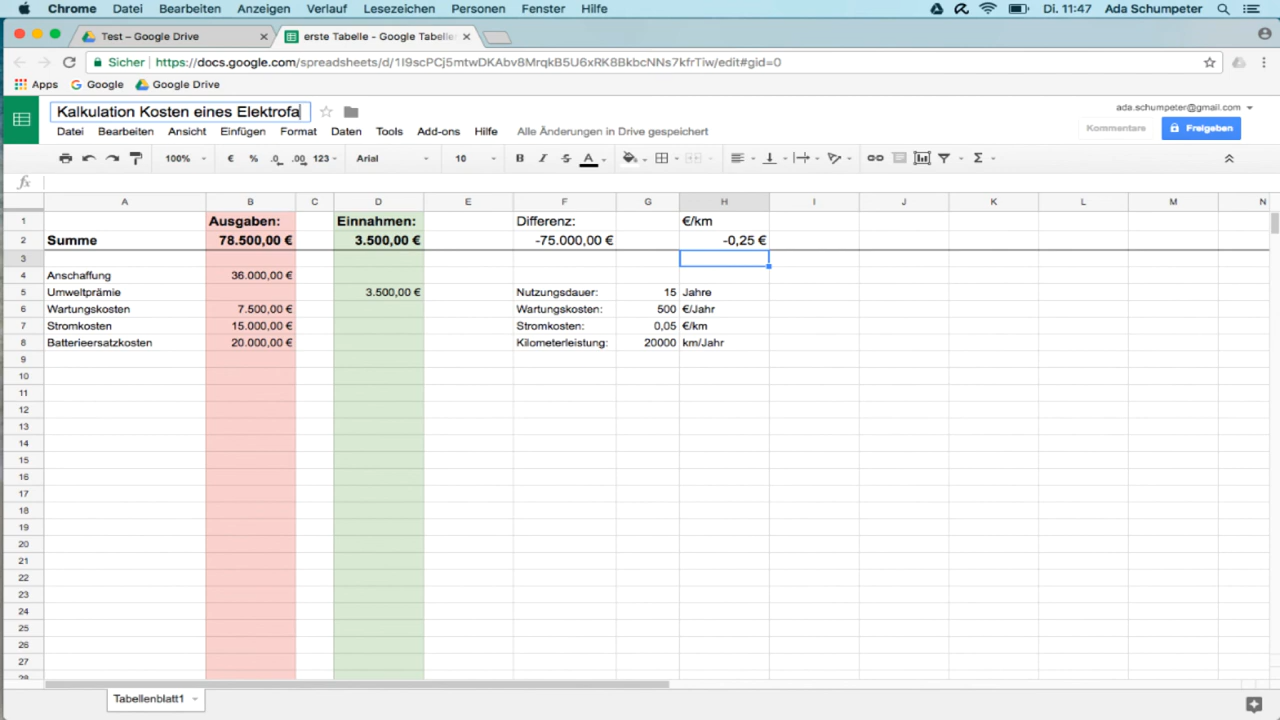 Chrome Datei Bearbeiten Anzeigen Verlauf Lesezeichen Personen Fenster Hilfe Di. 11:47 Ada Schumpeter
Test – Google Drive erste Tabelle - Google Tabelle
Sicher https://docs.google.com/spreadsheets/d/1I9scPCj5mtwDKAbv8MrqkB5U6xRK8BkbcNNs7kfrTiw/edit#gid=0
Apps Google Google Drive
Kalkulation Kosten eines Elektrofa ada.schumpeter@gmail.com
Datei Bearbeiten Ansicht Einfügen Format Daten Tools Add-ons Hilfe Alle Änderungen in Drive gespeichert Kommentare Freigeben
100% € % .0 .00 123 Arial 10 B I S A Σ
fx
A B C D E F G H I J K L M N
1 Ausgaben: Einnahmen: Differenz: €/km
2 Summe 78.500,00 € 3.500,00 € -75.000,00 € -0,25 €
3
4 Anschaffung 36.000,00 €
5 Umweltprämie 3.500,00 € Nutzungsdauer: 15 Jahre
6 Wartungskosten 7.500,00 € Wartungskosten: 500 €/Jahr
7 Stromkosten 15.000,00 € Stromkosten: 0,05 €/km
8 Batterieersatzkosten 20.000,00 € Kilometerleistung: 20000 km/Jahr
9
10
11
12
13
14
15
16
17
18
19
20
21
22
23
24
25
26
27
28
Tabellenblatt1